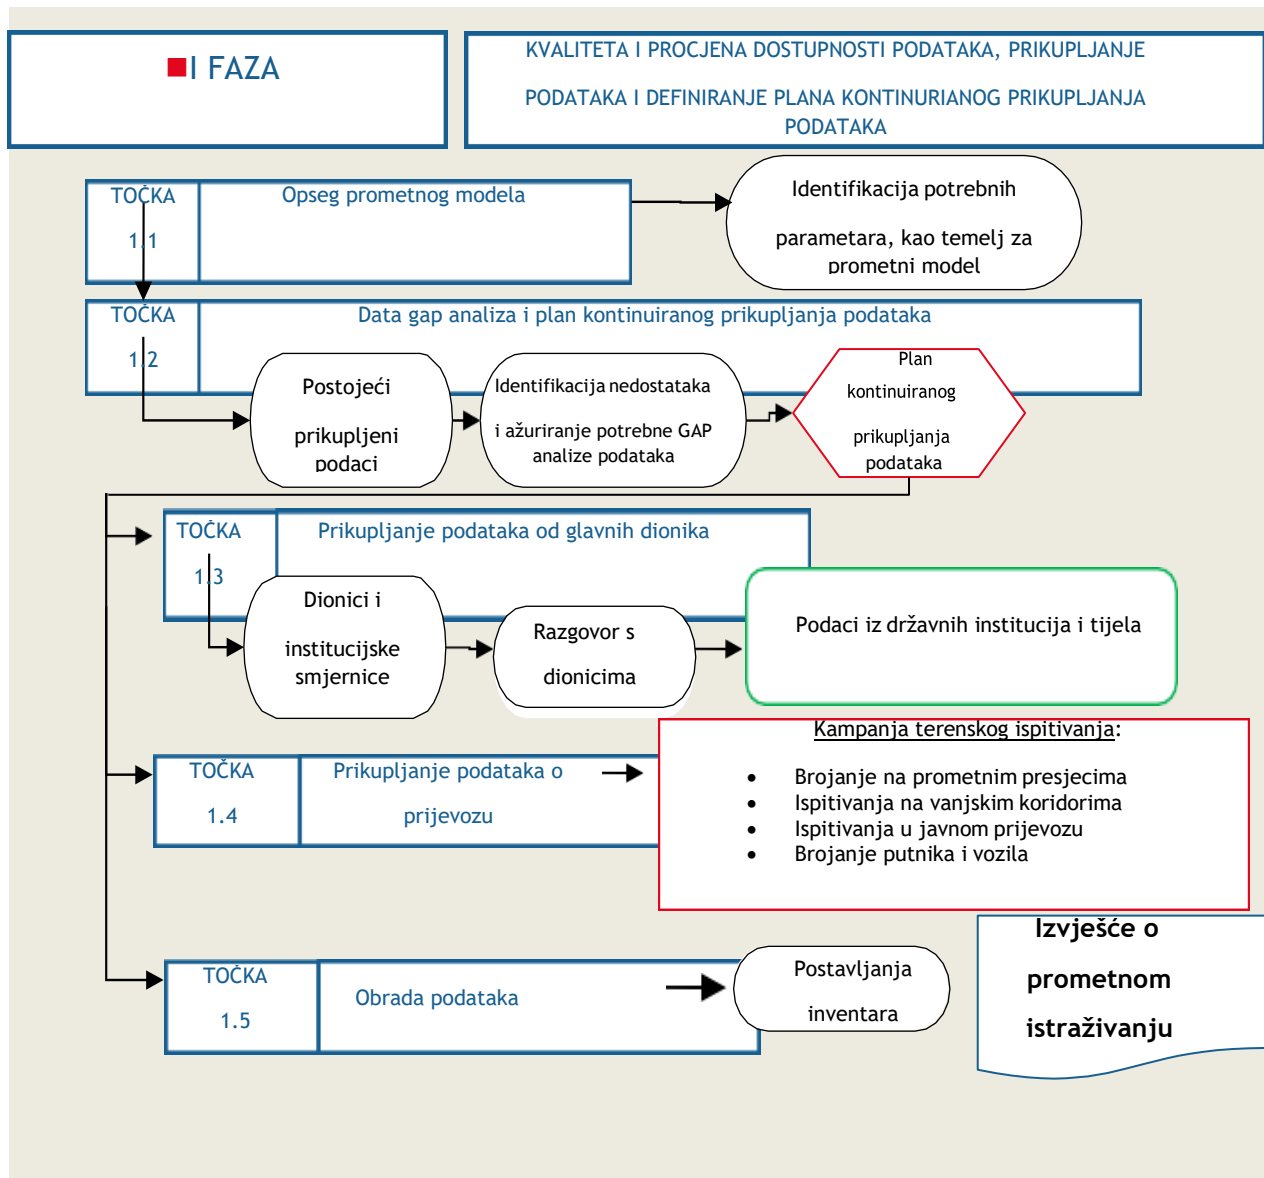 I FAZA
KVALITETA I PROCJENA DOSTUPNOSTI PODATAKA, PRIKUPLJANJE
PODATAKA I DEFINIRANJE PLANA KONTINURIANOG PRIKUPLJANJA
PODATAKA
TOČKA
1.1
Opseg prometnog modela
Identifikacija potrebnih
parametara, kao temelj za
prometni model
TOČKA
1.2
Data gap analiza i plan kontinuiranog prikupljanja podataka
Postojeći
prikupljeni
podaci
Identifikacija nedostataka
i ažuriranje potrebne GAP
analize podataka
Plan
kontinuiranog
prikupljanja
podataka
TOČKA
1.3
Prikupljanje podataka od glavnih dionika
Dionici i
institucijske
smjernice
Razgovor s
dionicima
Podaci iz državnih institucija i tijela
TOČKA
1.4
Prikupljanje podataka o
prijevozu
Kampanja terenskog ispitivanja:
• Brojanje na prometnim presjecima
• Ispitivanja na vanjskim koridorima
• Ispitivanja u javnom prijevozu
• Brojanje putnika i vozila
TOČKA
1.5
Obrada podataka
Postavljanja
inventara
Izvješće o
prometnom
istraživanju